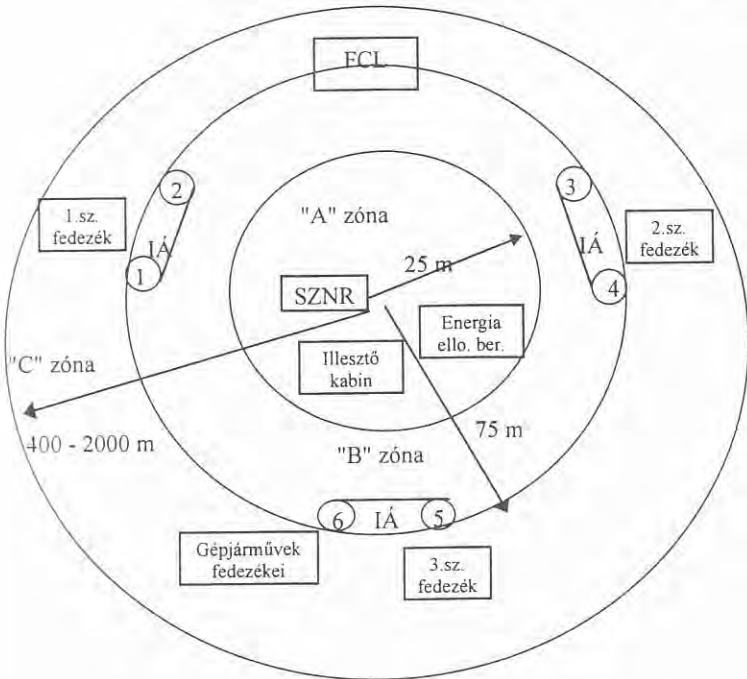 FCL
2
3
1.sz.
fedezék
IÁ
1
"A" zóna
25 m
2.sz.
fedezék
IÁ
4
SZNR
Energia
ello. ber.
Illesztő
kabin
"C" zóna
400 - 2000 m
75 m
"B" zóna
6
IÁ
5
Gépjárművek
fedezékei
3.sz.
fedezék